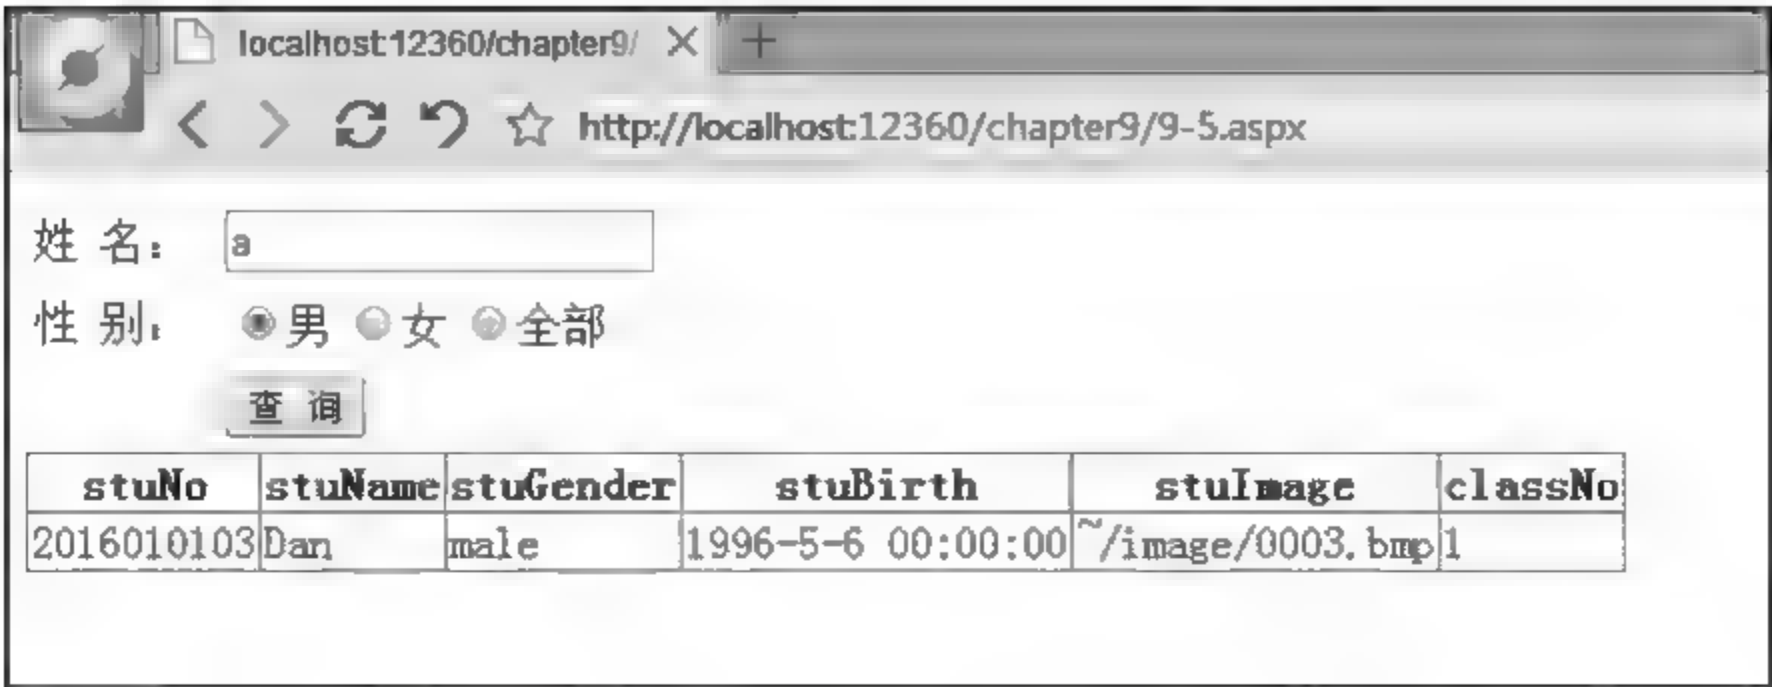 localhost:12360/chapter9/
http://localhost:12360/chapter9/9-5.aspx
姓 名： a
性 别： 男 女 全部
查 询
stuNo stuName stuGender stuBirth stuImage classNo
2016010103 Dan male 1996-5-6 00:00:00 ~/image/0003.bmp 1